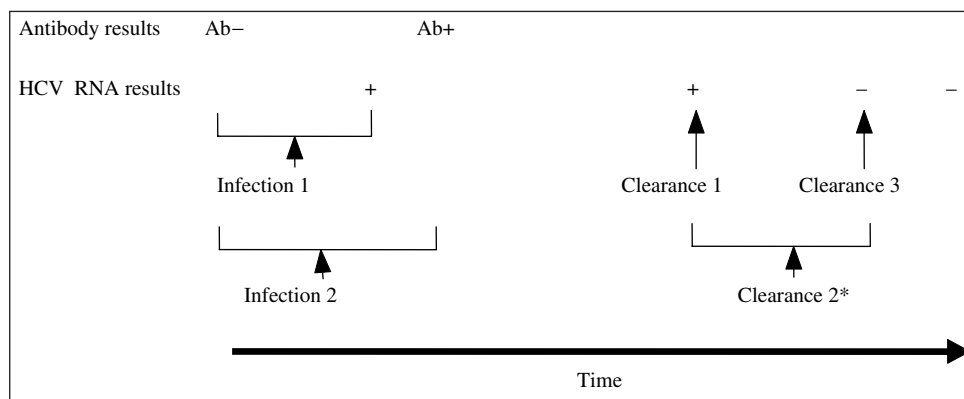 Antibody results Ab− Ab+
HCV RNA results + + − −
Infection 1 Clearance 1 Clearance 3
Infection 2 Clearance 2*
Time